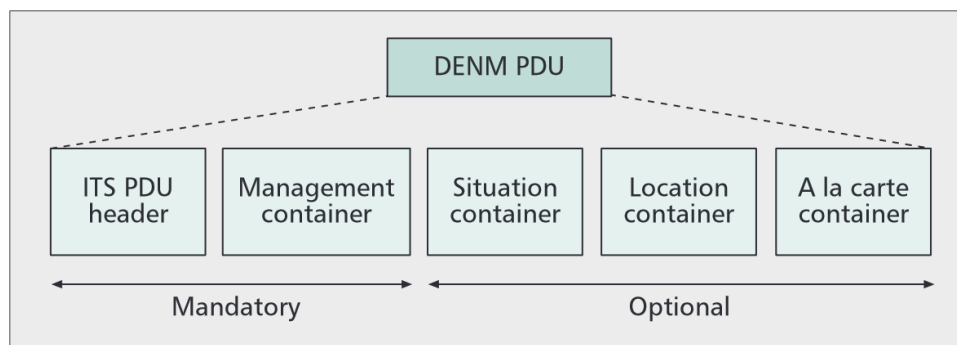 DENM PDU
ITS PDU
header
Management
container
Situation
container
Location
container
A la carte
container
Mandatory
Optional